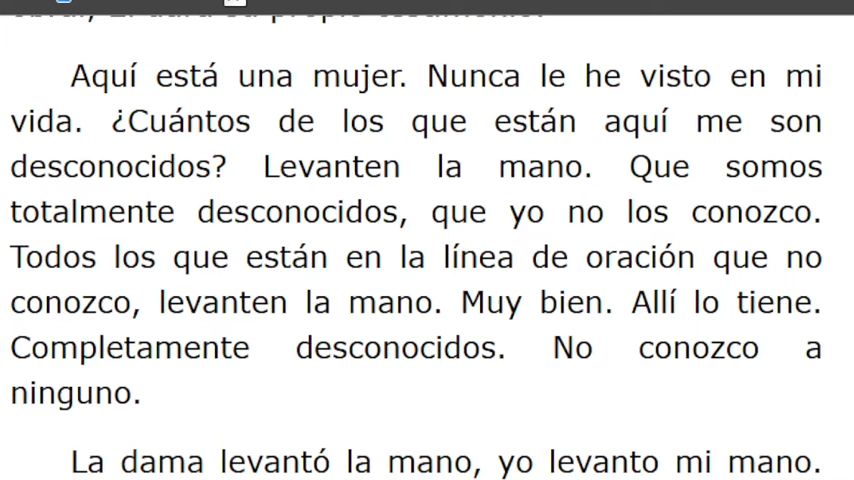 Aquí está una mujer. Nunca le he visto en mi
vida. ¿Cuántos de los que están aquí me son
desconocidos? Levanten la mano. Que somos
totalmente desconocidos, que yo no los conozco.
Todos los que están en la línea de oración que no
conozco, levanten la mano. Muy bien. Allí lo tiene.
Completamente desconocidos. No conozco a
ninguno.
La dama levantó la mano, yo levanto mi mano.